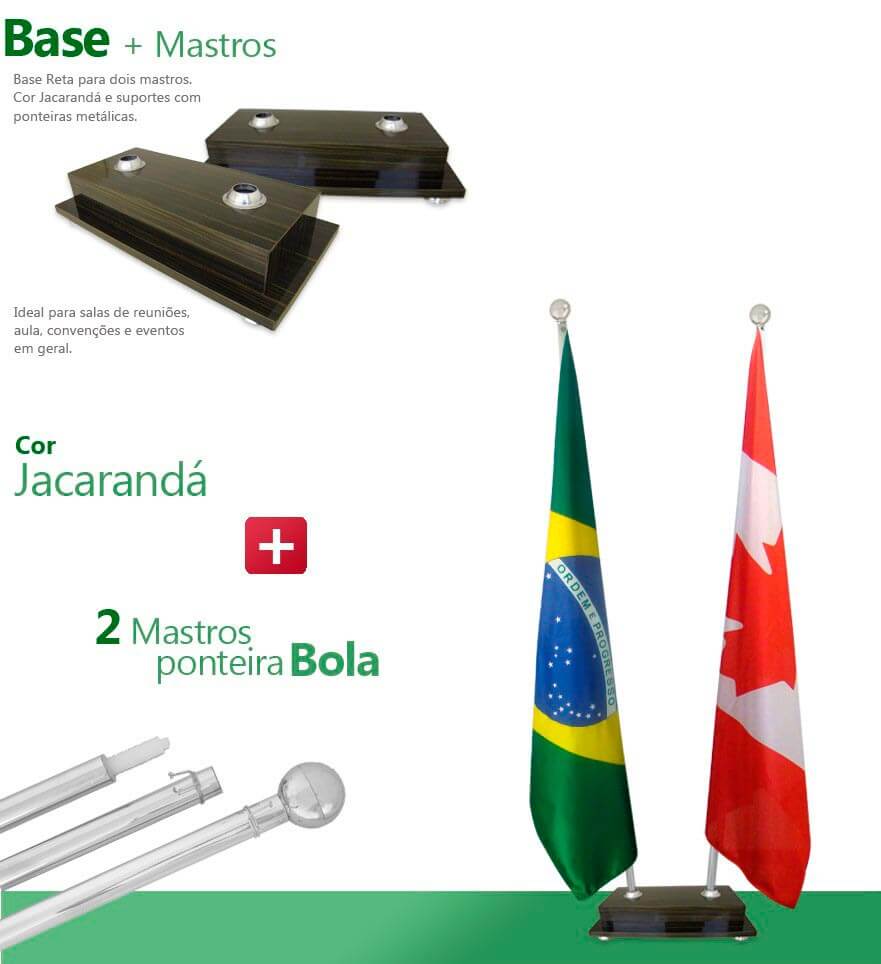 Base + Mastros
Base Reta para dois mastros.
Cor Jacarandá e suportes com
ponteiras metálicas.
Ideal para salas de reuniões,
aula, convenções e eventos
em geral.
Cor
Jacarandá
2 Mastros
ponteira Bola
ORDEM E PROGRESSO